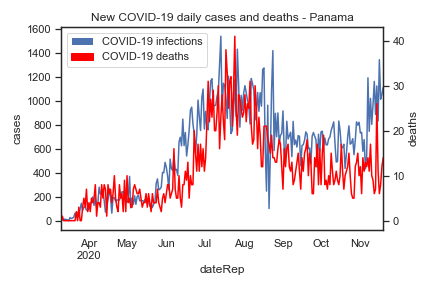 New COVID-19 daily cases and deaths - Panama
COVID-19 infections
COVID-19 deaths
1600
1400
1200
1000
800
600
400
200
0
cases
40
30
20
10
0
deaths
Apr May Jun Jul Aug Sep Oct Nov
2020
dateRep